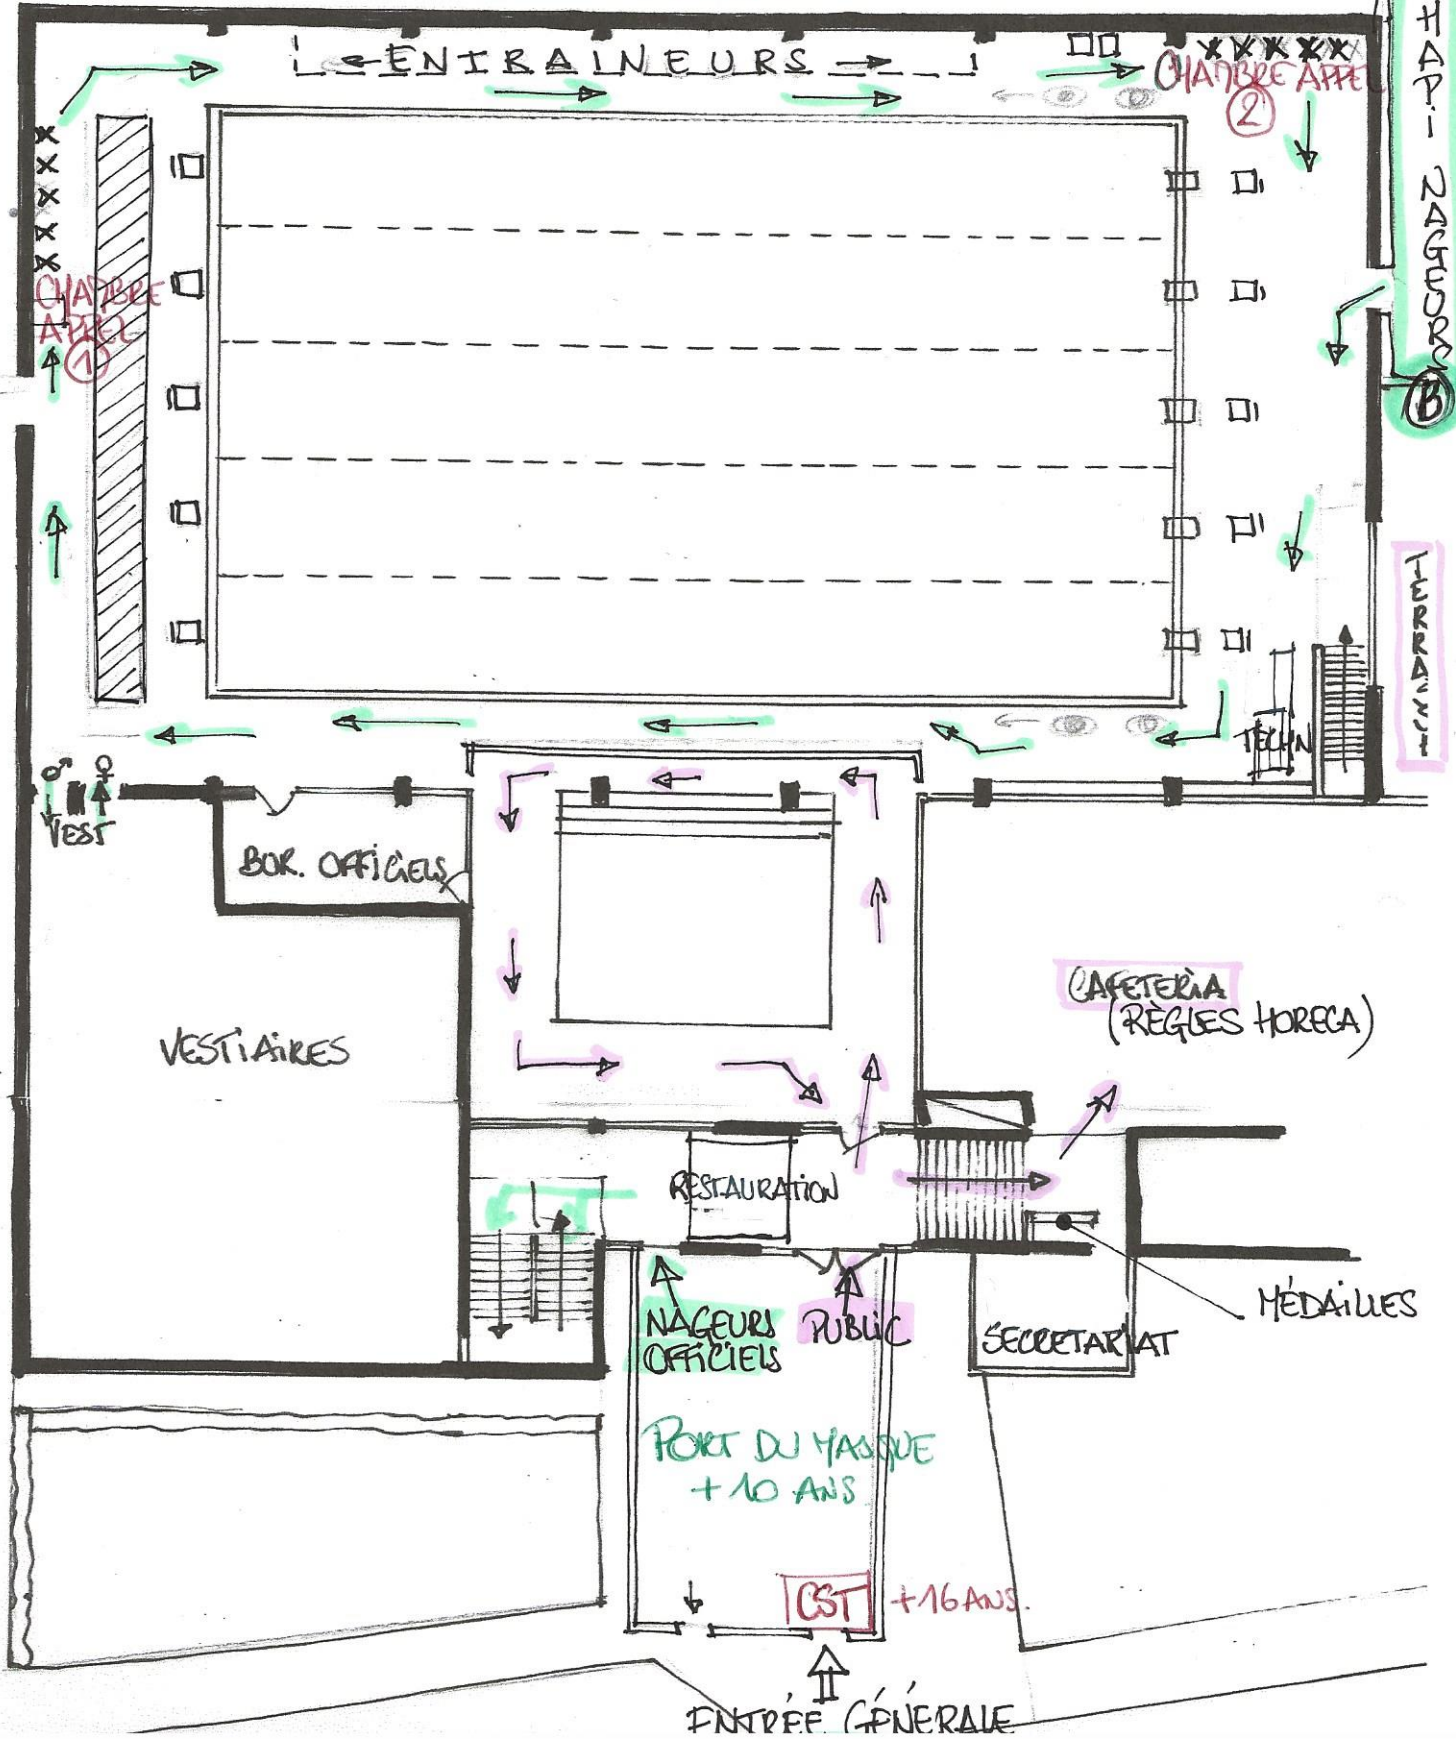 ← ENTRAINEURS →
CHAMBRE APPEL
2
HAPI NAGEURS
B
CHAMBRE
APPEL
1
TERRASSE
TECHN
♂ ♀
VEST
BUR. OFFICIELS
VESTIAIRES
CAFETERIA
(RÈGLES HORECA)
RESTAURATION
MÉDAILLES
NAGEURS
OFFICIELS
PUBLIC
SECRETARIAT
PORT DU MASQUE
+ 10 ANS
CST
+16 ANS.
ENTRÉE GÉNÉRALE